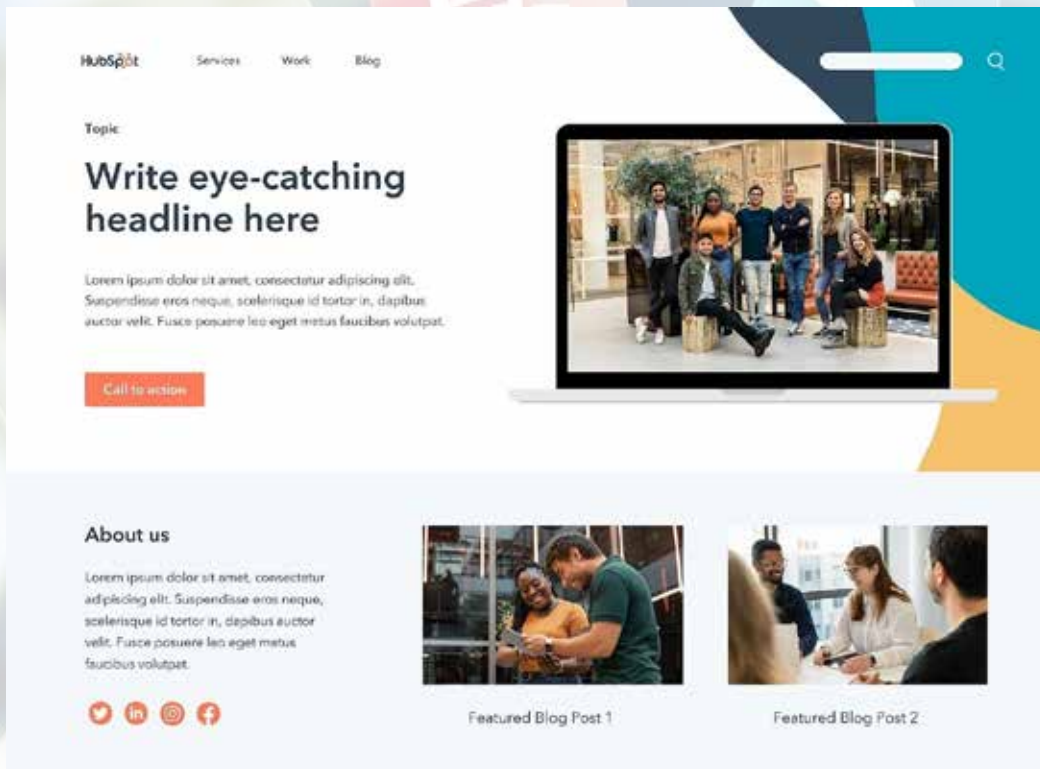 HubSpot
Services Work Blog
Topic
Write eye-catching
headline here
Lorem ipsum dolor sit amet, consectetur adipiscing elit.
Suspendisse eros neque, scelerisque id tortor in, dapibus
auctor velit. Fusce posuere leo eget metus faucibus volutpat.
Call to action
About us
Lorem ipsum dolor sit amet, consectetur
adipiscing elit. Suspendisse eros neque,
scelerisque id tortor in, dapibus auctor
velit. Fusce posuere leo eget metus
faucibus volutpat.
Featured Blog Post 1
Featured Blog Post 2